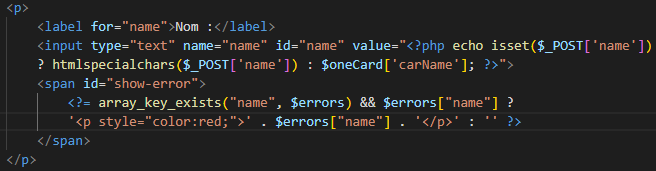 <p>
<label for="name">Nom :</label>
<input type="text" name="name" id="name" value="<?php echo isset($_POST['name'])
? htmlspecialchars($_POST['name']) : $oneCard['carName']; ?>">
<span id="show-error">
<?= array_key_exists("name", $errors) && $errors["name"] ?
'<p style="color:red;">' . $errors["name"] . '</p>' : '' ?>
</span>
</p>